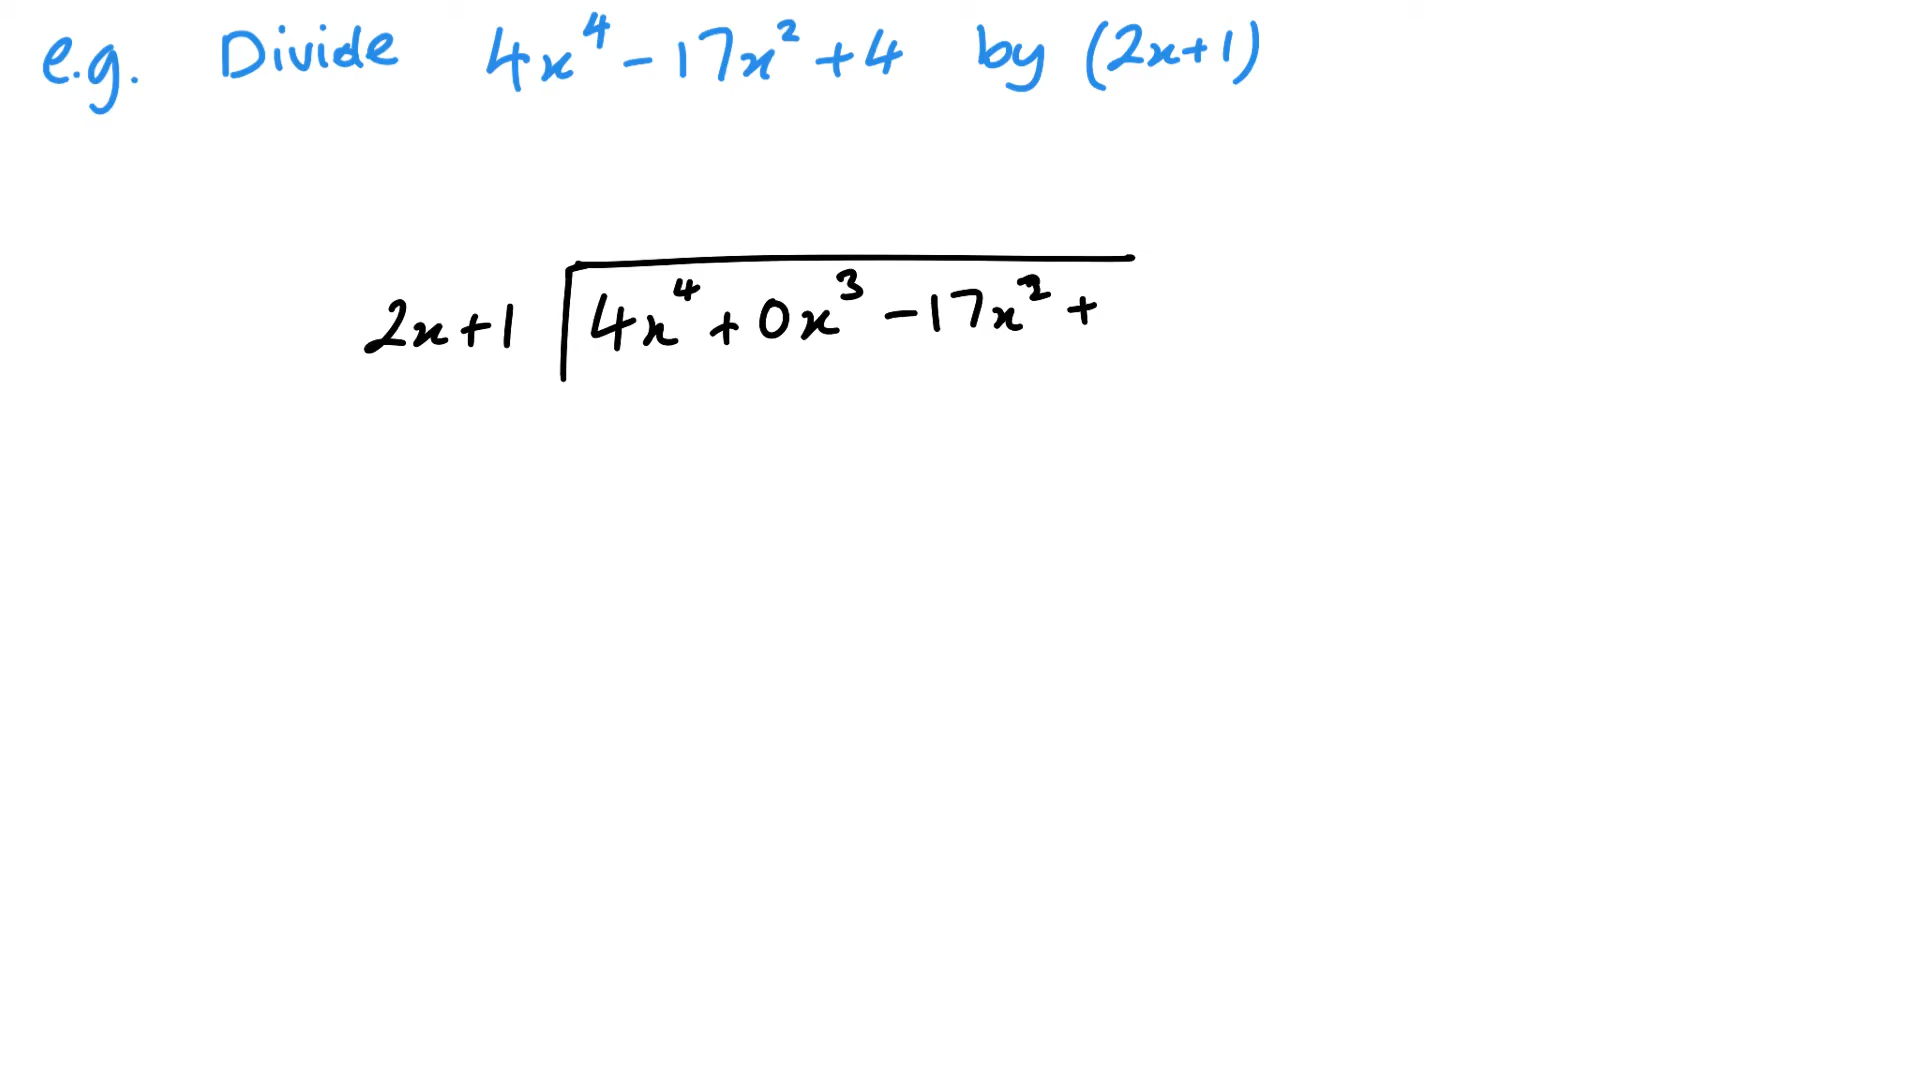 e.g. Divide 4x⁴ - 17x² + 4 by (2x+1)
2x+1 4x⁴ + 0x³ - 17x² +